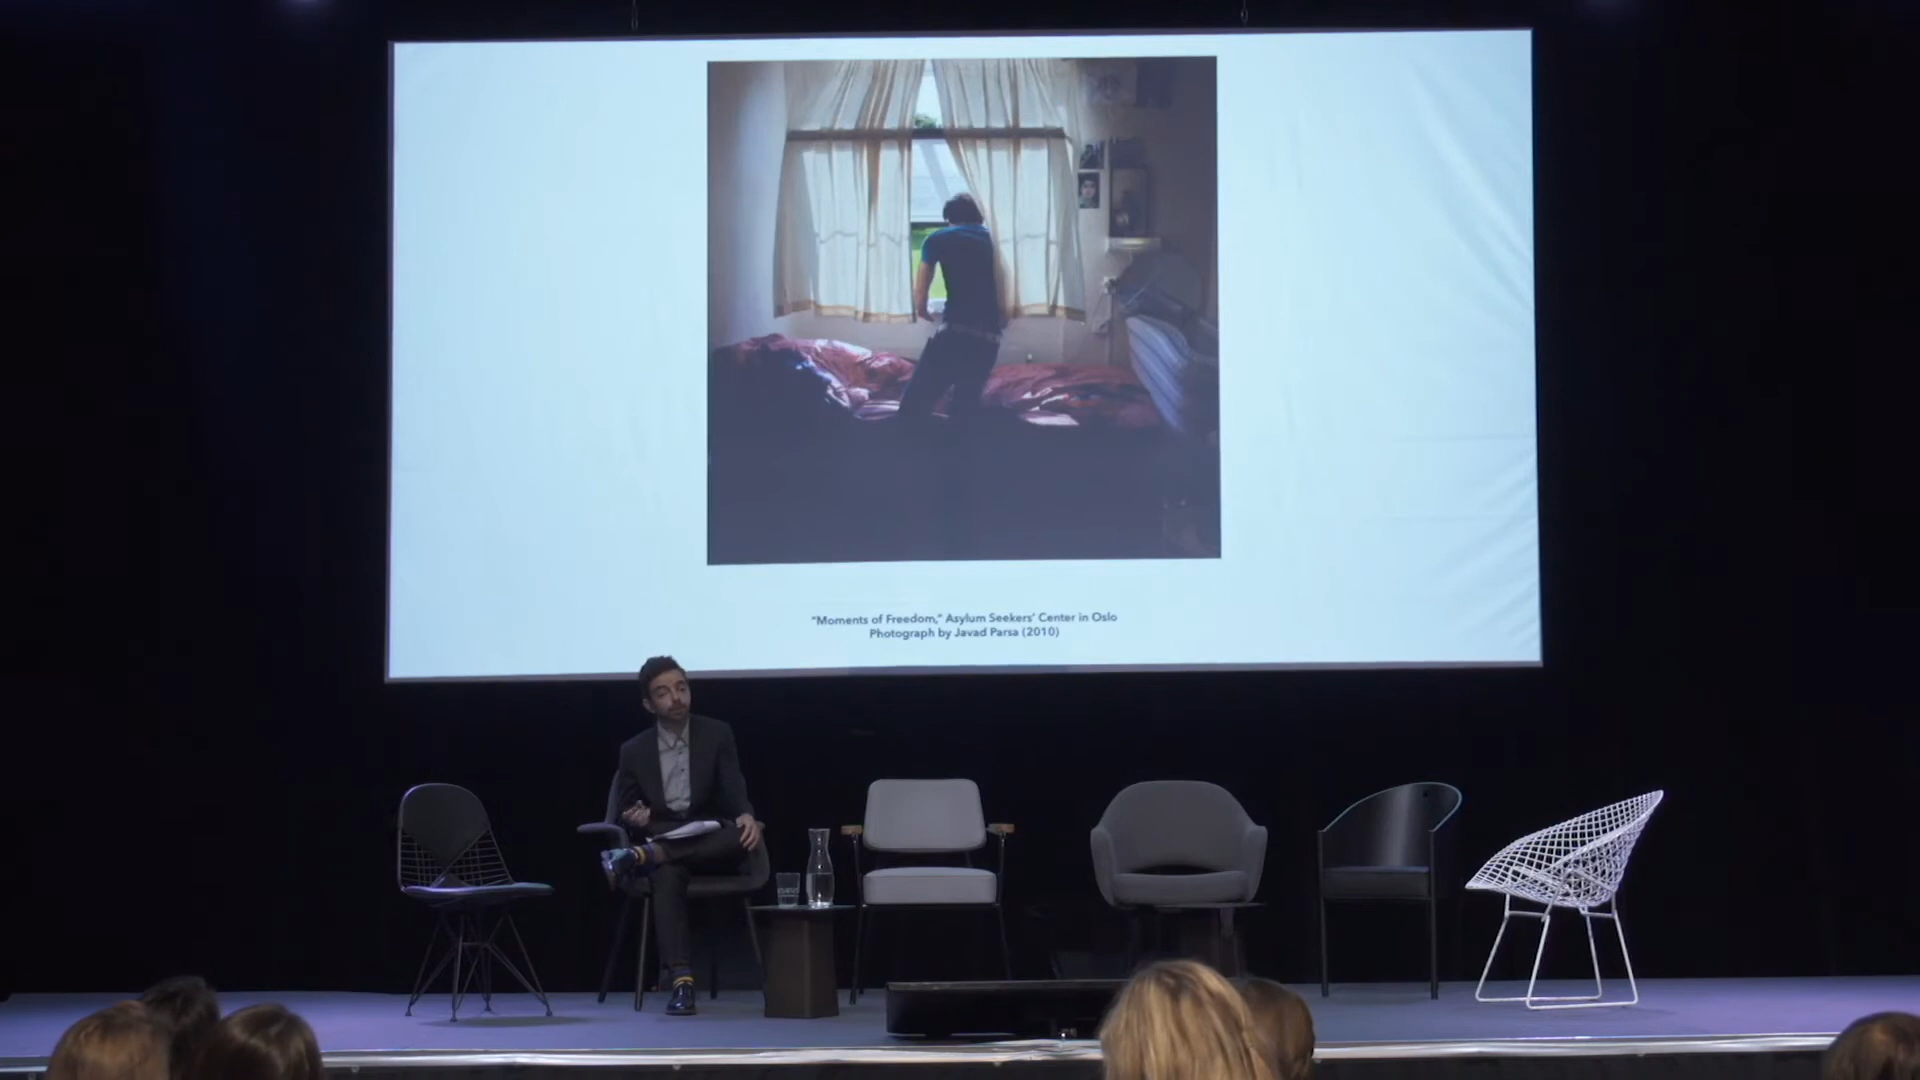 "Moments of Freedom," Asylum Seekers' Center in Oslo
Photograph by Javad Parsa (2010)